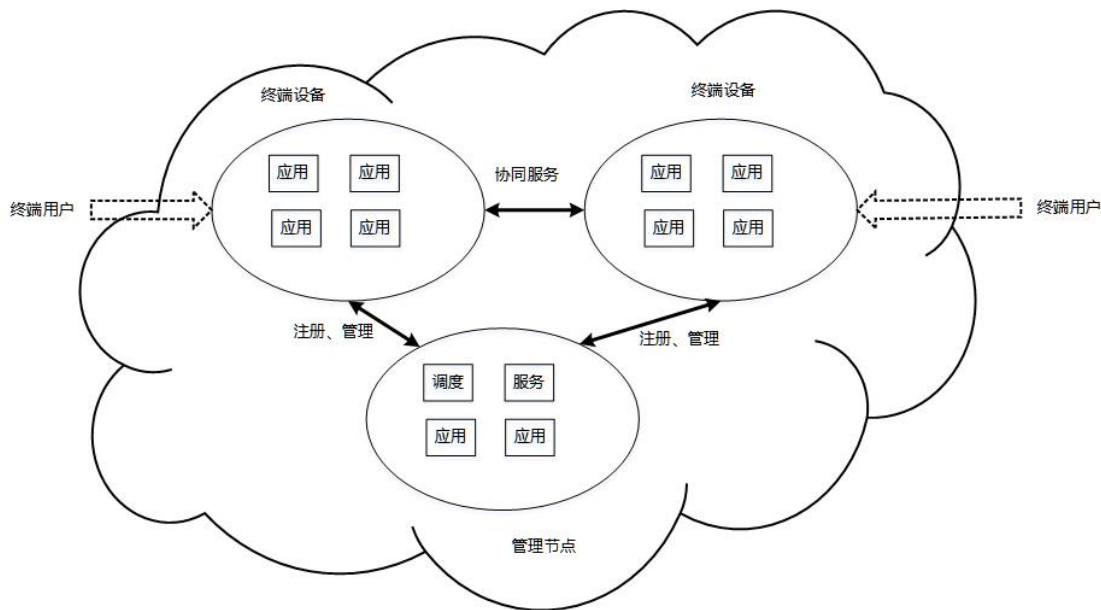 终端设备
终端设备
应用 应用
应用 应用
协同服务
应用 应用
应用 应用
终端用户
终端用户
注册、管理
注册、管理
调度 服务
应用 应用
管理节点